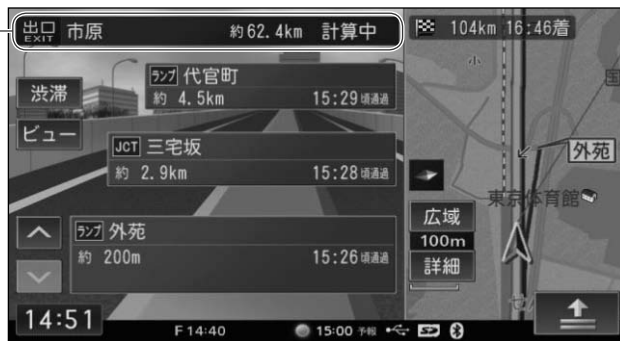 出口 EXIT 市原 約62.4km 計算中
104km 16:46着
渋滞
ビュー
ランプ 代官町
約 4.5km 15:29頃通過
JCT 三宅坂
約 2.9km 15:28頃通過
ランプ 外苑
約 200m 15:26頃通過
外苑
東京体育館
広域
100m
詳細
14:51
F14:40
15:00 予報